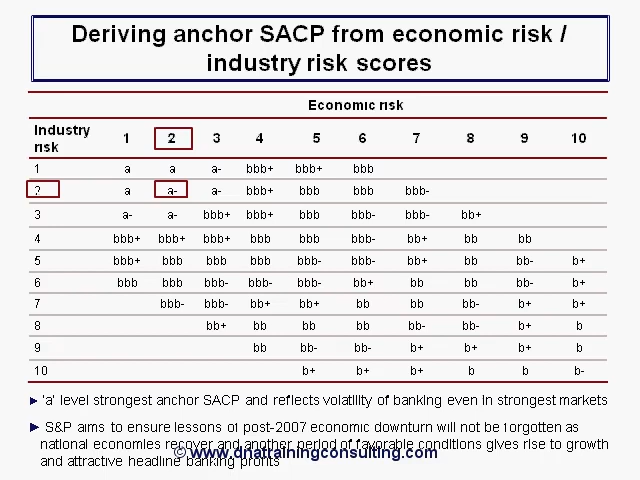 Deriving anchor SACP from economic risk /
industry risk scores
Economic risk
Industry risk 1 2 3 4 5 6 7 8 9 10
1 a a a- bbb+ bbb+ bbb
2 a a- a- bbb+ bbb bbb bbb-
3 a- a- bbb+ bbb+ bbb bbb- bbb- bb+
4 bbb+ bbb+ bbb+ bbb bbb bbb- bb+ bb bb
5 bbb+ bbb bbb bbb bbb- bbb- bb+ bb bb- b+
6 bbb bbb bbb- bbb- bbb- bb+ bb bb bb- b+
7 bbb- bbb- bb+ bb+ bb bb bb- b+ b+
8 bb+ bb bb bb bb- bb- b+ b
9 bb bb- bb- b+ b+ b+ b
10 b+ b+ b+ b b b-
► 'a' level strongest anchor SACP and reflects volatility of banking even in strongest markets
► S&P aims to ensure lessons of post-2007 economic downturn will not be forgotten as
national economies recover and another period of favorable conditions gives rise to growth
and attractive headline banking profits
© www.dnatrainingconsulting.com